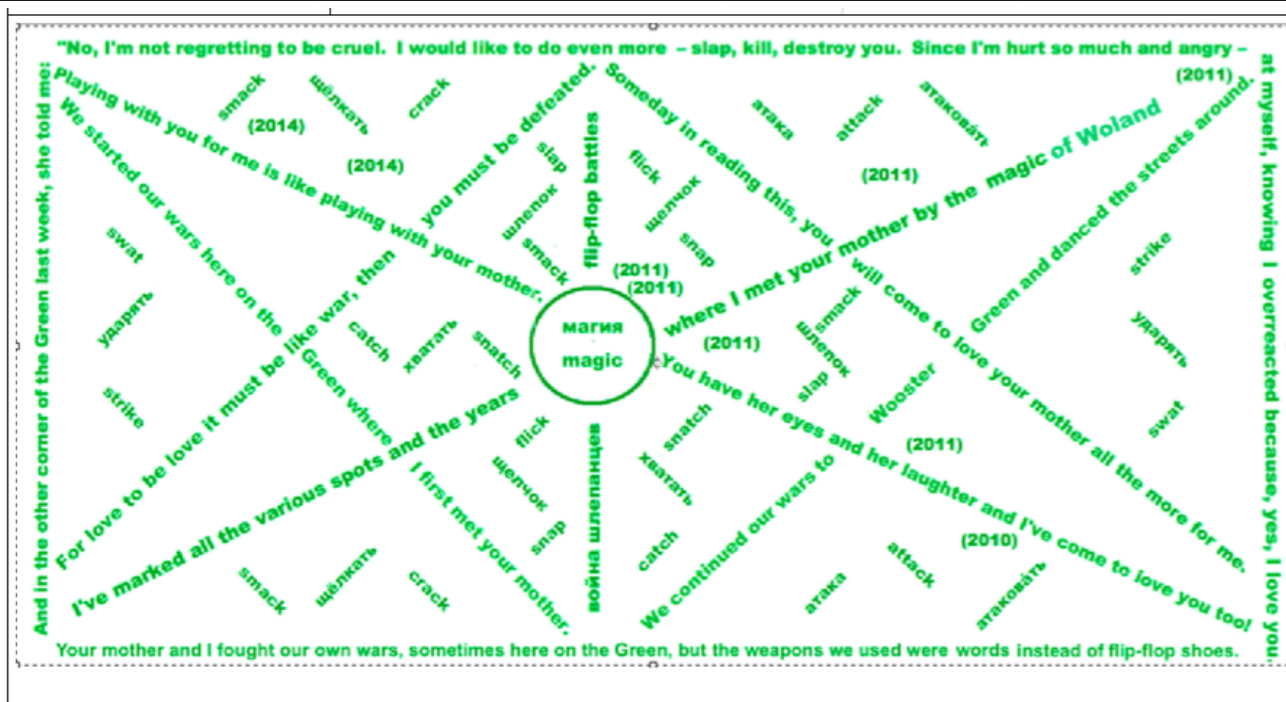 "No, I'm not regretting to be cruel. I would like to do even more – slap, kill, destroy you. Since I'm hurt so much and angry –
at myself, knowing I overreacted because, yes, I love you.
And in the other corner of the Green last week, she told me:
Playing with you for me is like playing with your mother.
We started our wars here on the Green where I first met your mother.
For love to be love it must be like war, then you must be defeated.
I've marked all the various spots and the years
where I met your mother by the magic of Woland
Someday in reading this, you will come to love your mother all the more for me.
You have her eyes and her laughter and I've come to love you too!
We continued our wars to Wooster Green and danced the streets around.
smack
щёлкать
crack
(2014)
(2014)
slap
шлепок
smack
flip-flop battles
flick
щелчок
snap
(2011)
(2011)
атака
attack
атаковáть
(2011)
(2011)
swat
ударять
strike
catch
хватать
snatch
магия
magic
(2011)
smack
шлепок
slap
strike
ударять
swat
flick
щелчок
snap
война шлепанцев
snatch
хватать
catch
(2011)
(2010)
smack
щёлкать
crack
атака
attack
атаковáть
Your mother and I fought our own wars, sometimes here on the Green, but the weapons we used were words instead of flip-flop shoes.